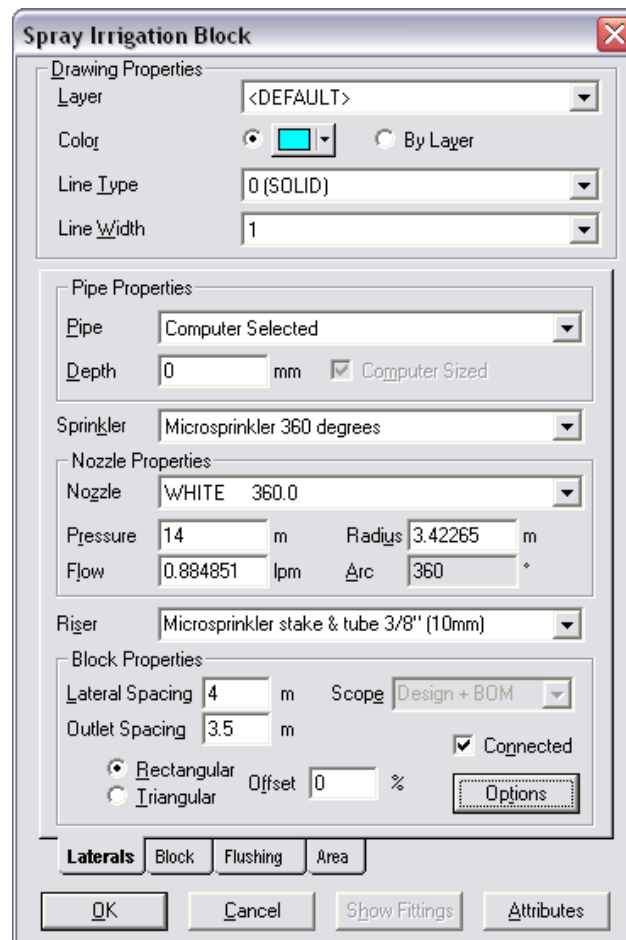 Spray Irrigation Block
Drawing Properties
Layer <DEFAULT>
Color By Layer
Line Type 0 (SOLID)
Line Width 1
Pipe Properties
Pipe Computer Selected
Depth 0 mm Computer Sized
Sprinkler Microsprinkler 360 degrees
Nozzle Properties
Nozzle WHITE 360.0
Pressure 14 m Radius 3.42265 m
Flow 0.884851 lpm Arc 360 °
Riser Microsprinkler stake & tube 3/8" (10mm)
Block Properties
Lateral Spacing 4 m Scope Design + BOM
Outlet Spacing 3.5 m
Connected
Rectangular
Triangular
Offset 0 %
Options
Laterals Block Flushing Area
OK Cancel Show Fittings Attributes